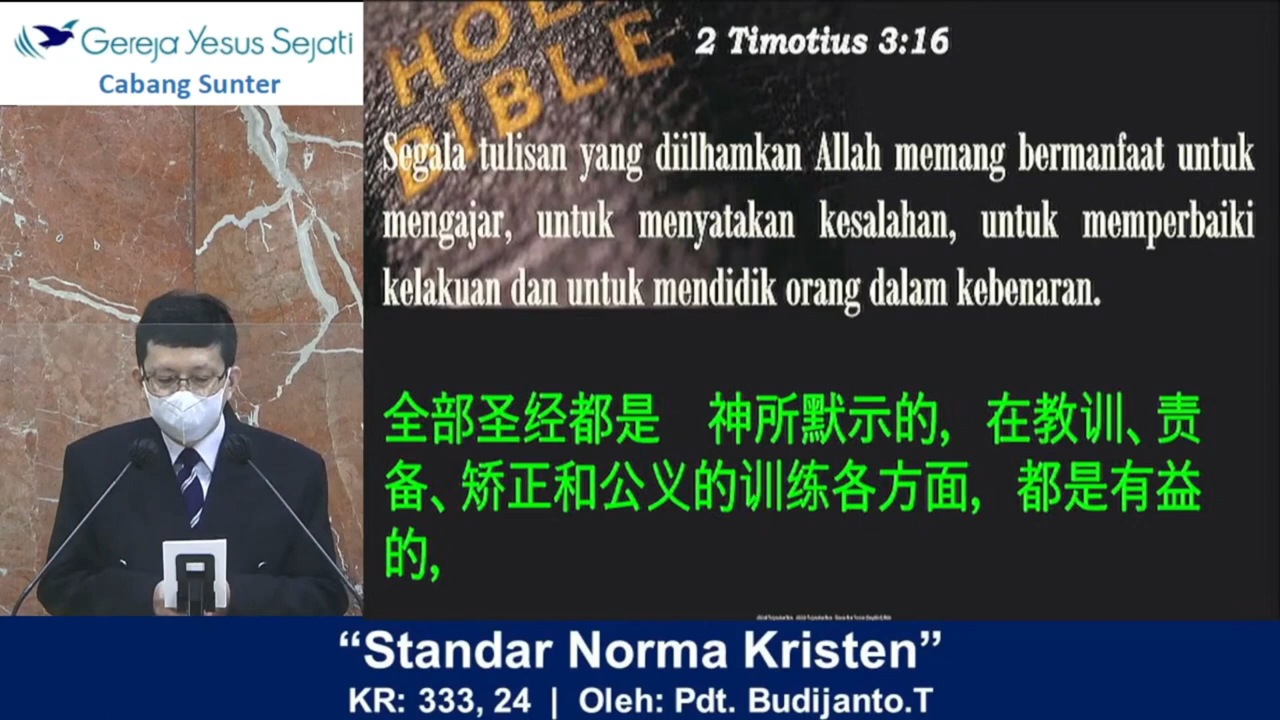 Gereja Yesus Sejati
Cabang Sunter
HOLY
BIBLE
2 Timotius 3:16
Segala tulisan yang diilhamkan Allah memang bermanfaat untuk
mengajar, untuk menyatakan kesalahan, untuk memperbaiki
kelakuan dan untuk mendidik orang dalam kebenaran.
全部圣经都是　神所默示的, 在教训、责
备、矫正和公义的训练各方面, 都是有益
的,
“Standar Norma Kristen”
KR: 333, 24 | Oleh: Pdt. Budijanto.T